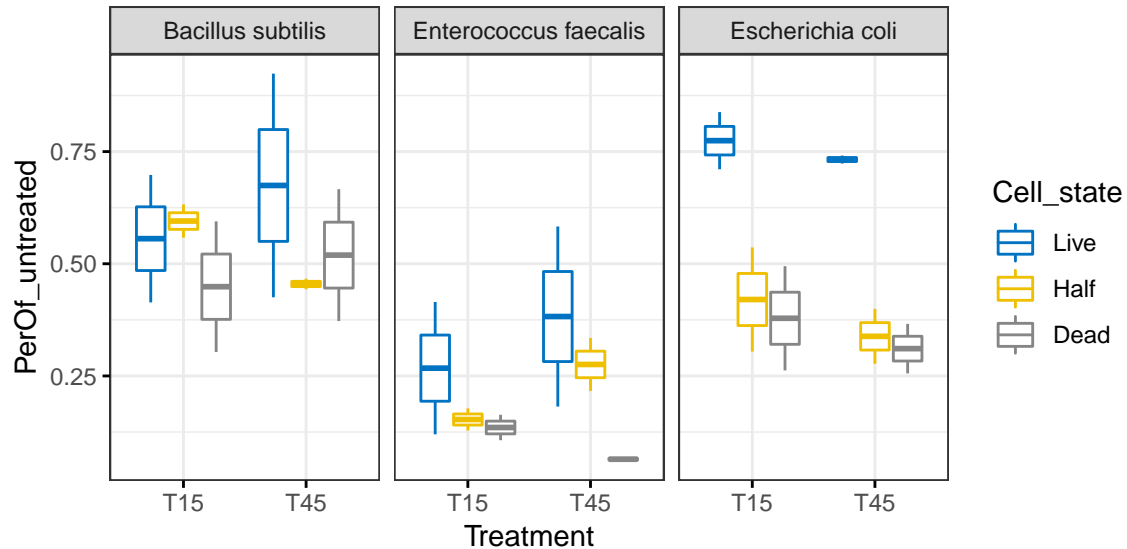 Bacillus subtilis
Enterococcus faecalis
Escherichia coli
PerOf_untreated
0.75
0.50
0.25
T15
T45
T15
T45
T15
T45
Treatment
Cell_state
Live
Half
Dead